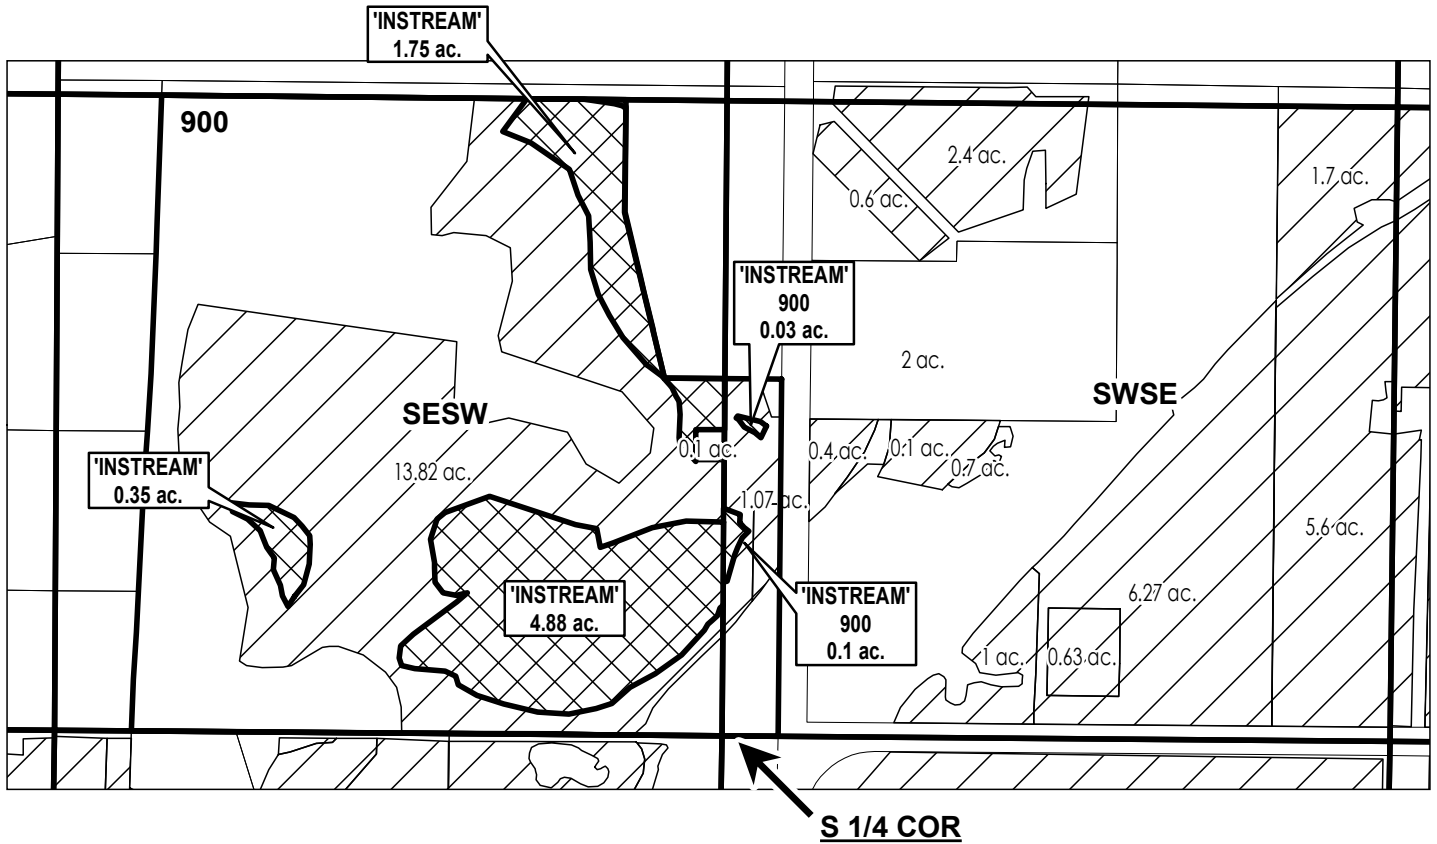 'INSTREAM'
1.75 ac.
900
2.4 ac.
0.6 ac.
1.7 ac.
'INSTREAM'
900
0.03 ac.
2 ac.
SESW
SWSE
0.1 ac.
0.4 ac.
0.1 ac.
0.7 ac.
'INSTREAM'
0.35 ac.
13.82 ac.
1.07 ac.
5.6 ac.
'INSTREAM'
4.88 ac.
'INSTREAM'
900
0.1 ac.
6.27 ac.
1 ac.
0.63 ac.
S 1/4 COR